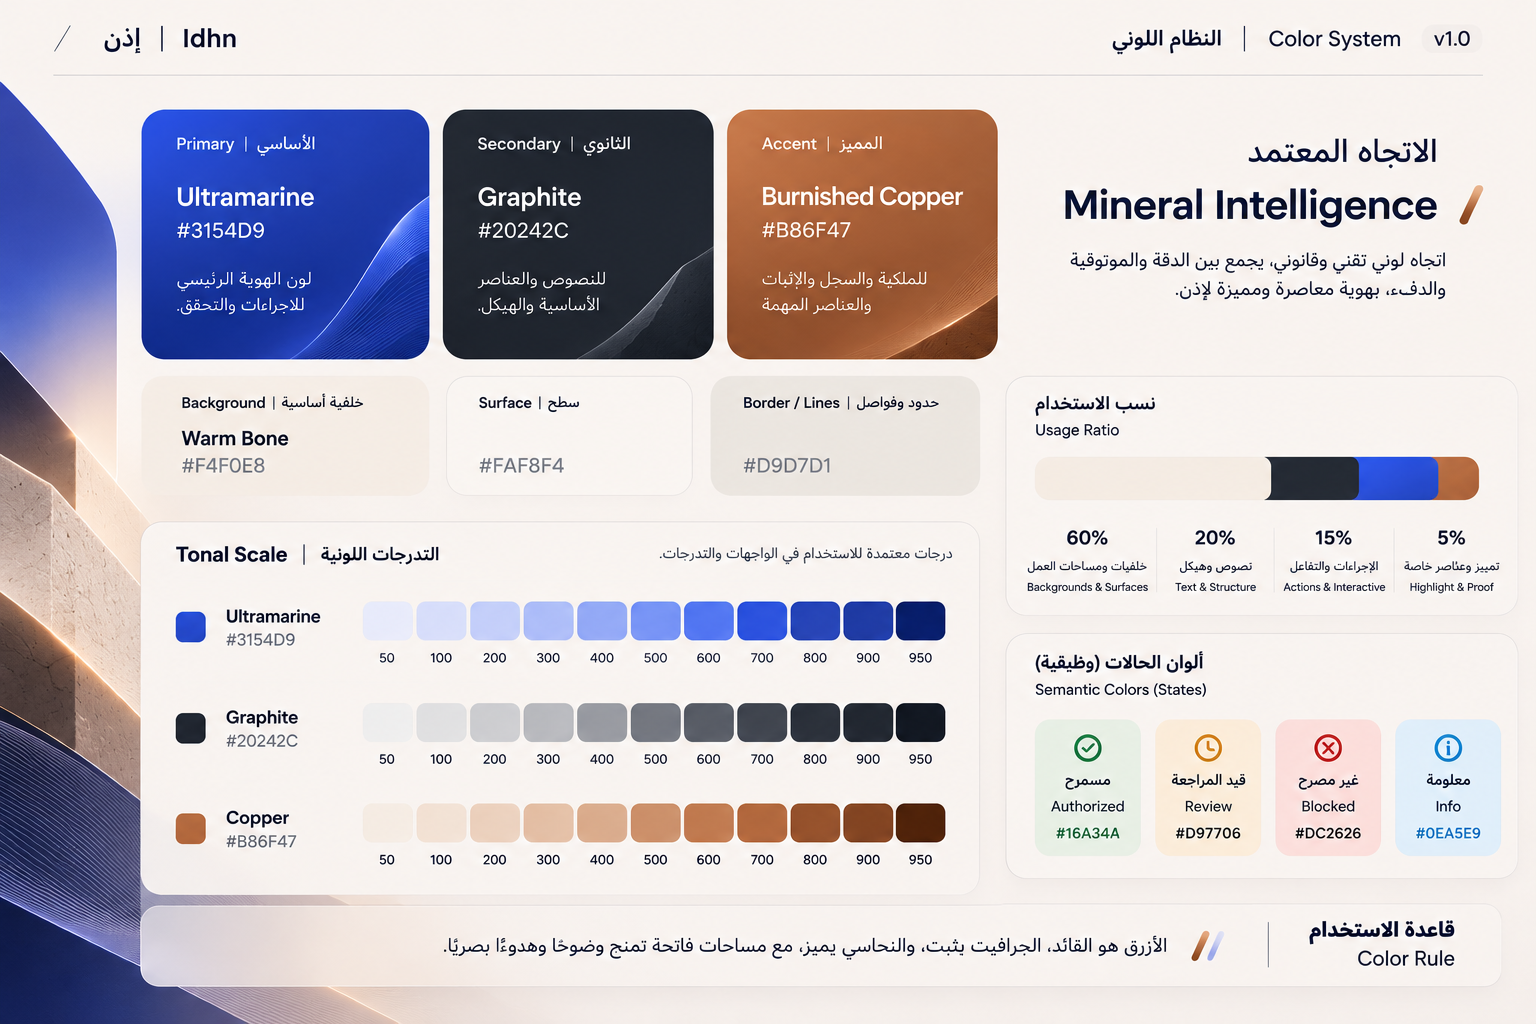 إذن | Idhn
النظام اللوني | Color System v1.0
Primary | الأساسي
Ultramarine
#3154D9
لون الهوية الرئيسي
للاجراءات والتحقق.
Secondary | الثانوي
Graphite
#20242C
للنصوص والعناصر
الأساسية والهيكل.
Accent | المميز
Burnished Copper
#B86F47
للملكية والسجل والإثبات
والعناصر المهمة
الاتجاه المعتمد
Mineral Intelligence
اتجاه لوني تقني وقانوني، يجمع بين الدقة والموثوقية
والدفء، بهوية معاصرة ومميزة لإذن.
Background | خلفية أساسية
Warm Bone
#F4F0E8
Surface | سطح
#FAF8F4
Border / Lines | حدود وفواصل
#D9D7D1
نسب الاستخدام
Usage Ratio
60%
خلفيات ومساحات العمل
Backgrounds & Surfaces
20%
نصوص وهيكل
Text & Structure
15%
الإجراءات والتفاعل
Actions & Interactive
5%
تمييز وعناصر خاصة
Highlight & Proof
Tonal Scale | التدرجات اللونية
درجات معتمدة للاستخدام في الواجهات والتدرجات.
Ultramarine
#3154D9
50 100 200 300 400 500 600 700 800 900 950
Graphite
#20242C
50 100 200 300 400 500 600 700 800 900 950
Copper
#B86F47
50 100 200 300 400 500 600 700 800 900 950
ألوان الحالات (وظيفية)
Semantic Colors (States)
مسمرح
Authorized
#16A34A
قيد المراجعة
Review
#D97706
غير مصرح
Blocked
#DC2626
معلومة
Info
#0EA5E9
قاعدة الاستخدام
Color Rule
الأزرق هو القائد، الجرافيت يثبت، والنحاسي يميز، مع مساحات فاتحة تمنح وضوحًا وهدوءًا بصريًا.